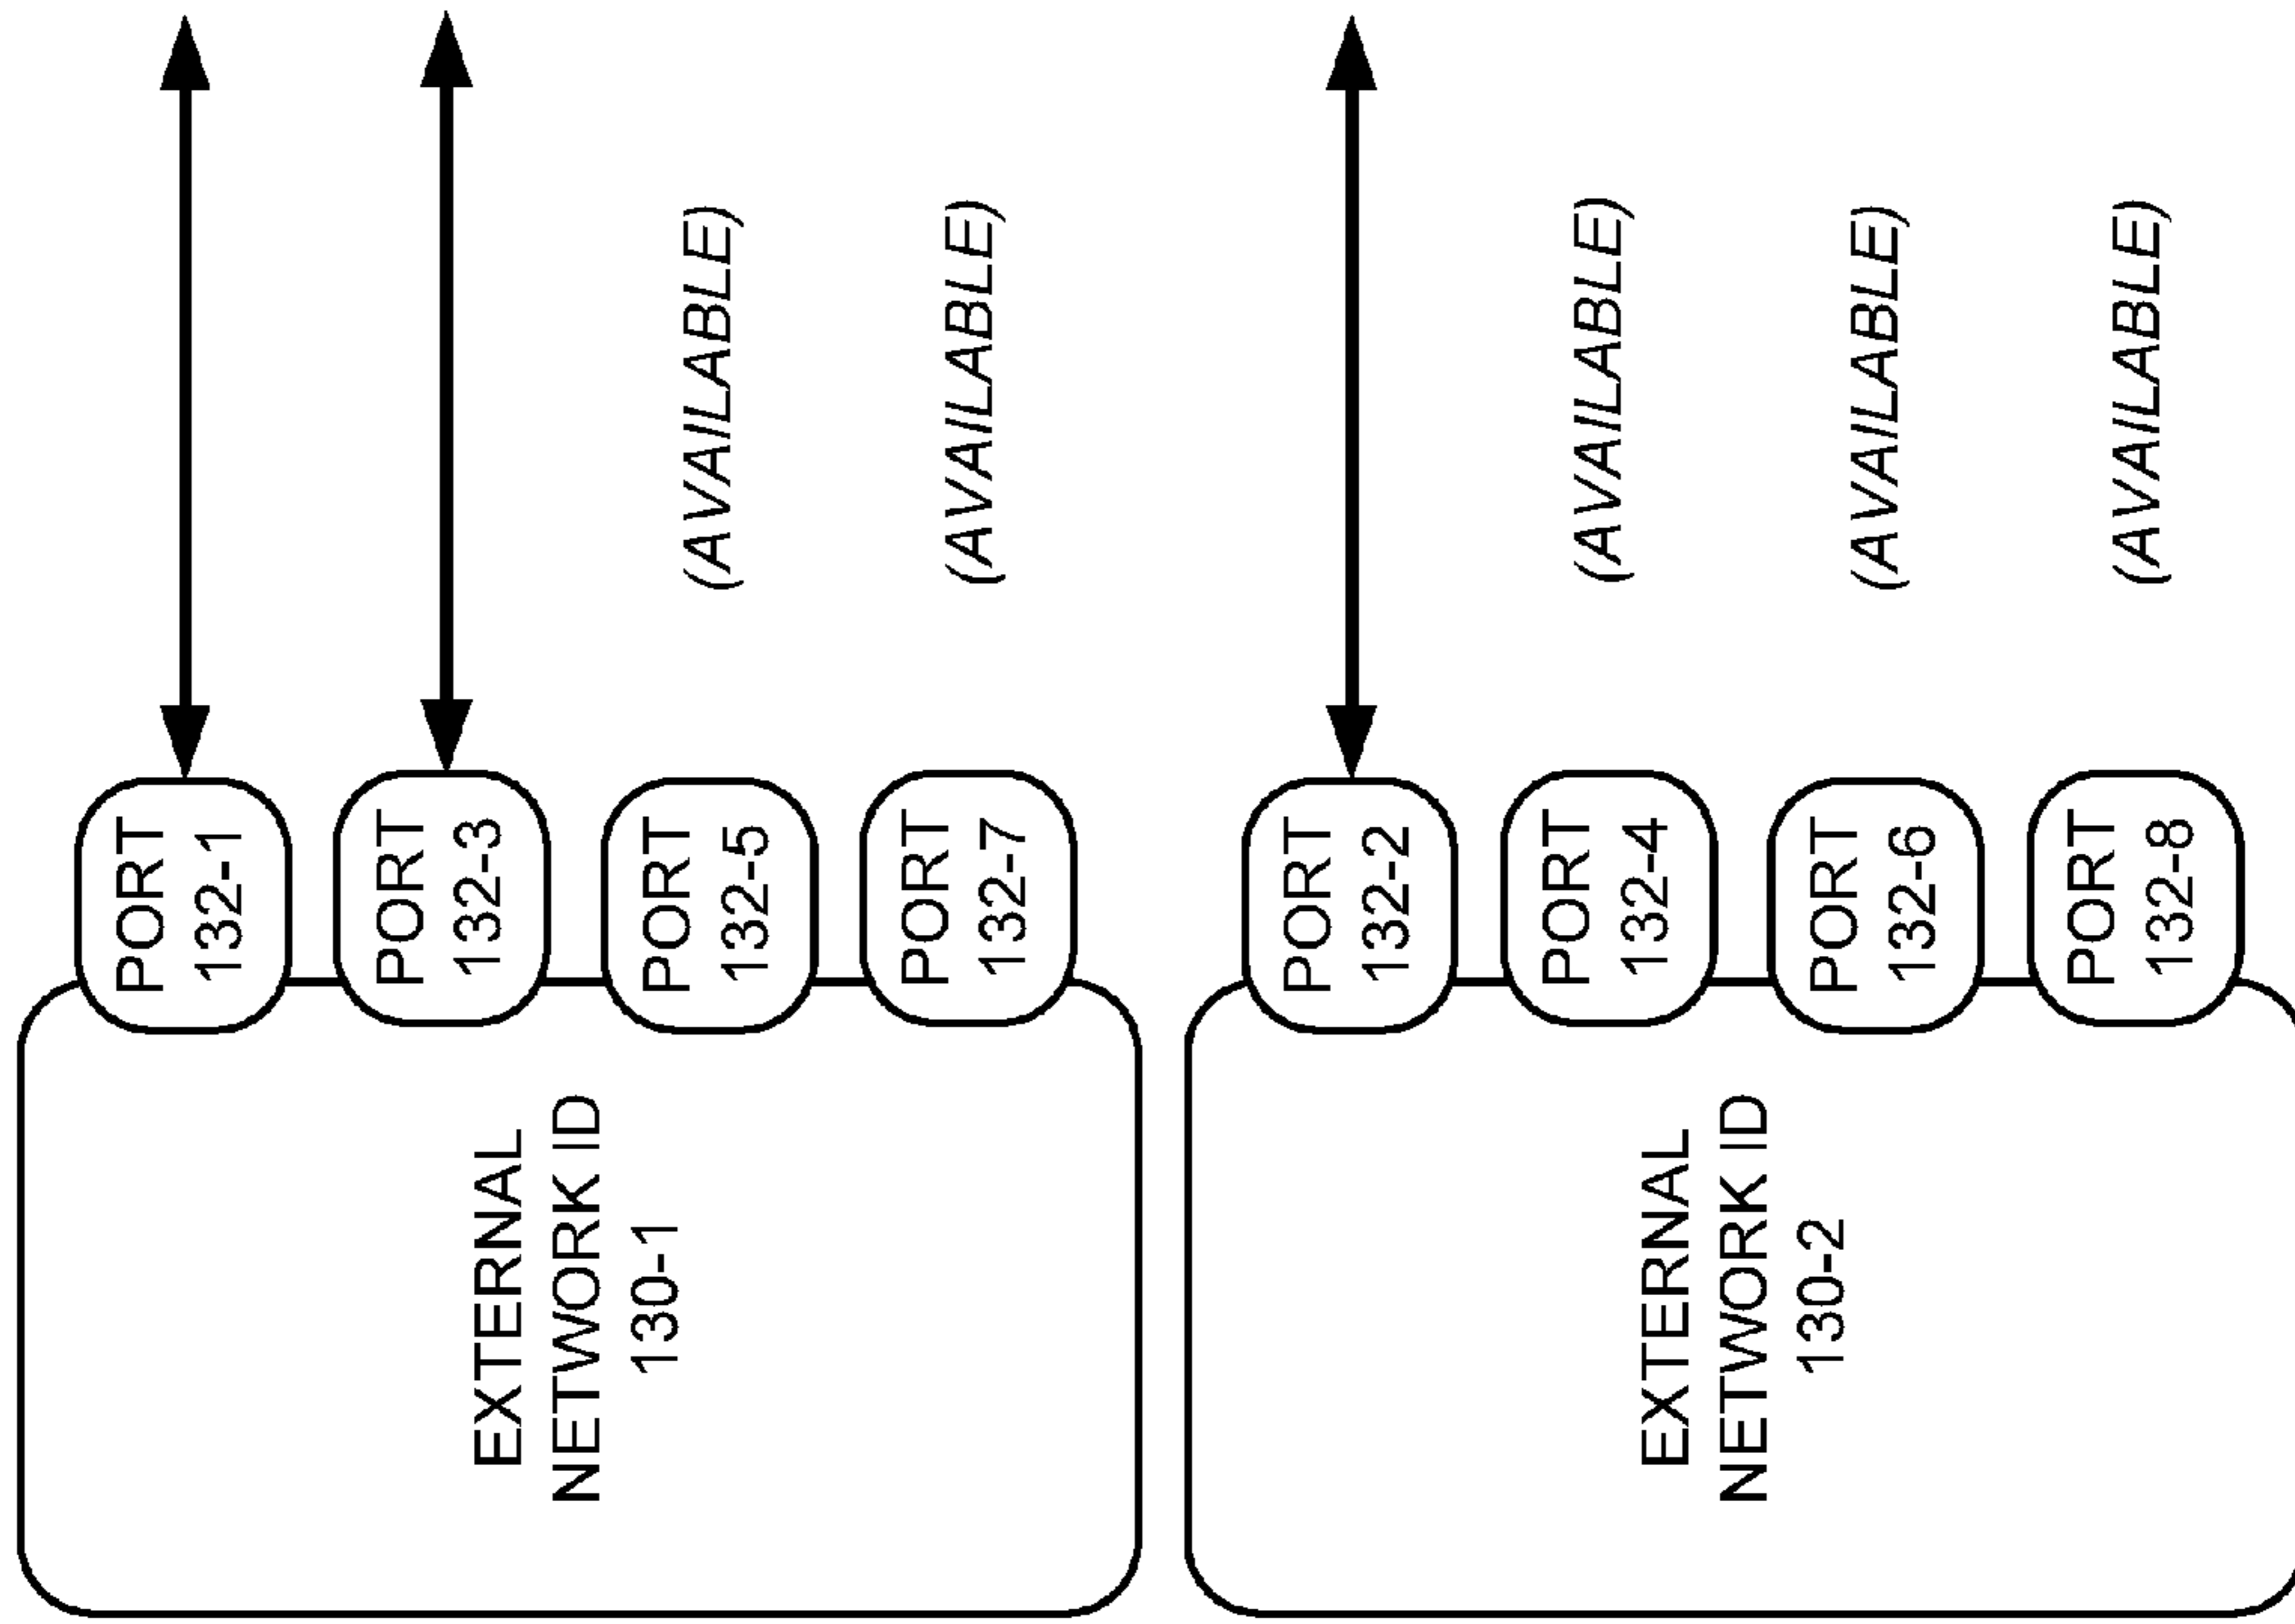 EXTERNAL
NETWORK ID
130-1
PORT
132-1
PORT
132-3
PORT
132-5
(AVAILABLE)
PORT
132-7
(AVAILABLE)
EXTERNAL
NETWORK ID
130-2
PORT
132-2
PORT
132-4
(AVAILABLE)
PORT
132-6
(AVAILABLE)
PORT
132-8
(AVAILABLE)